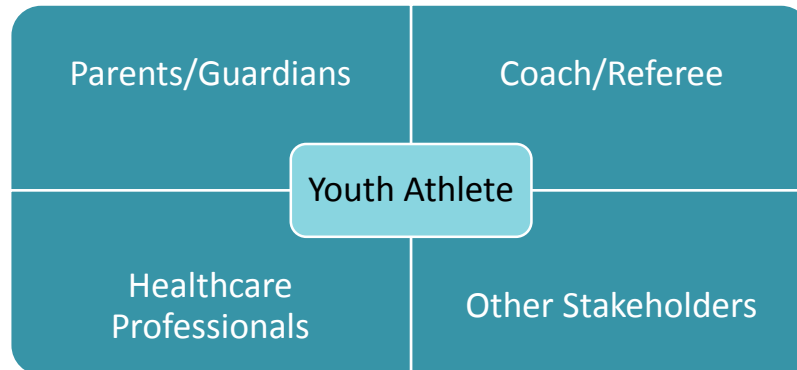 Parents/Guardians
Coach/Referee
Youth Athlete
Healthcare
Professionals
Other Stakeholders